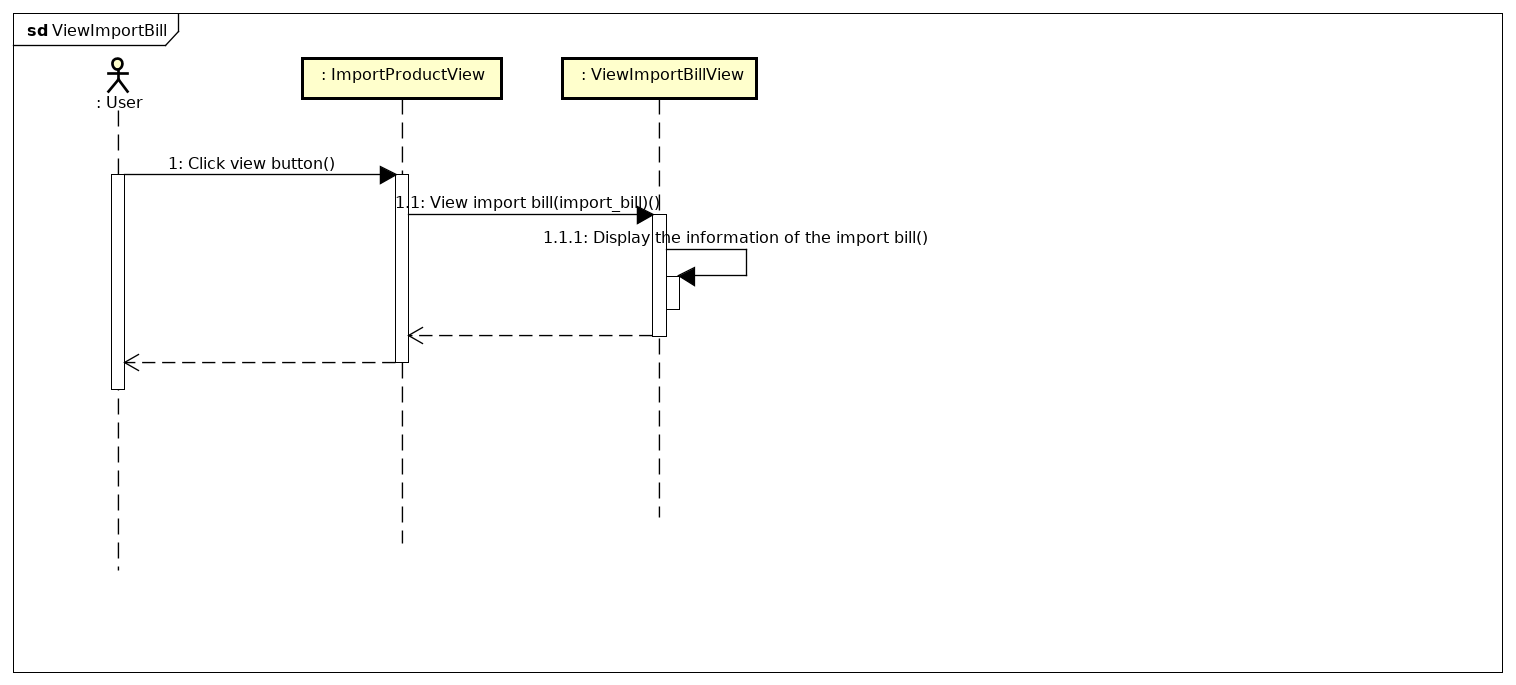 sd ViewImportBill
: User
: ImportProductView
: ViewImportBillView
1: Click view button()
1.1: View import bill(import_bill)()
1.1.1: Display the information of the import bill()